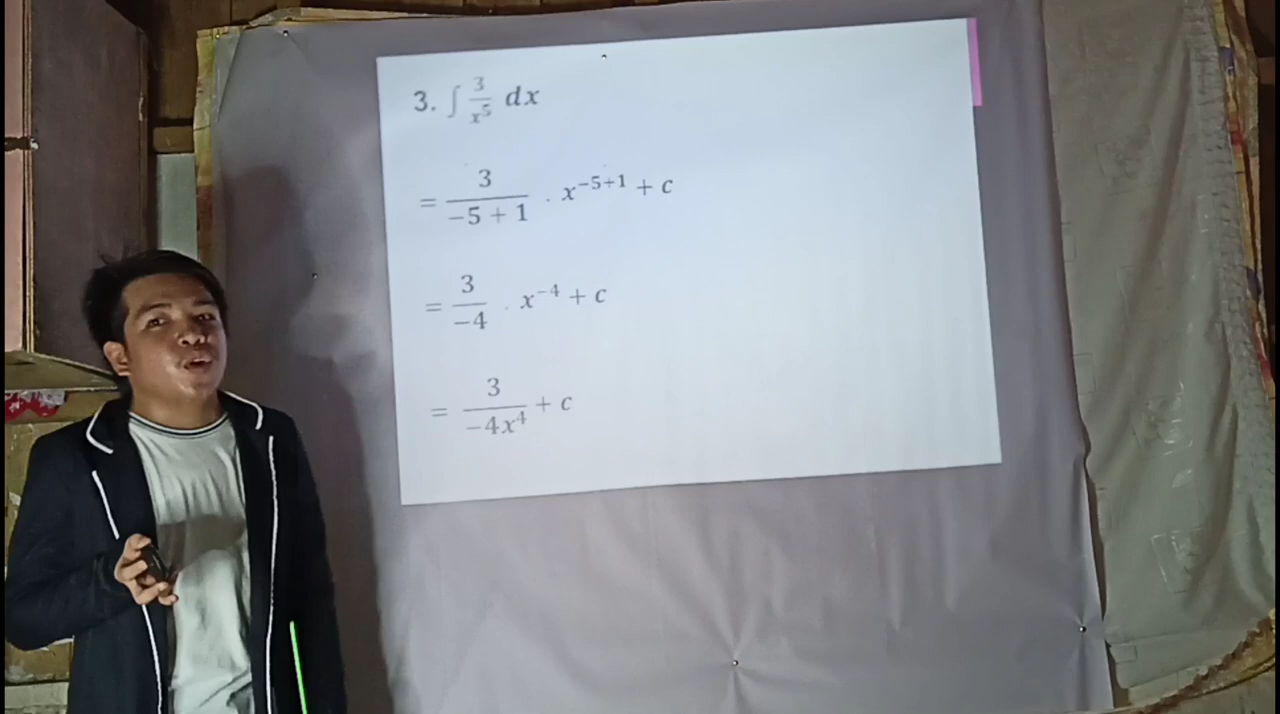 3. ∫ 3/x⁵ dx
= 3/(−5 + 1) . x⁻⁵⁺¹ + c
= 3/−4 . x⁻⁴ + c
= 3/−4x⁴ + c